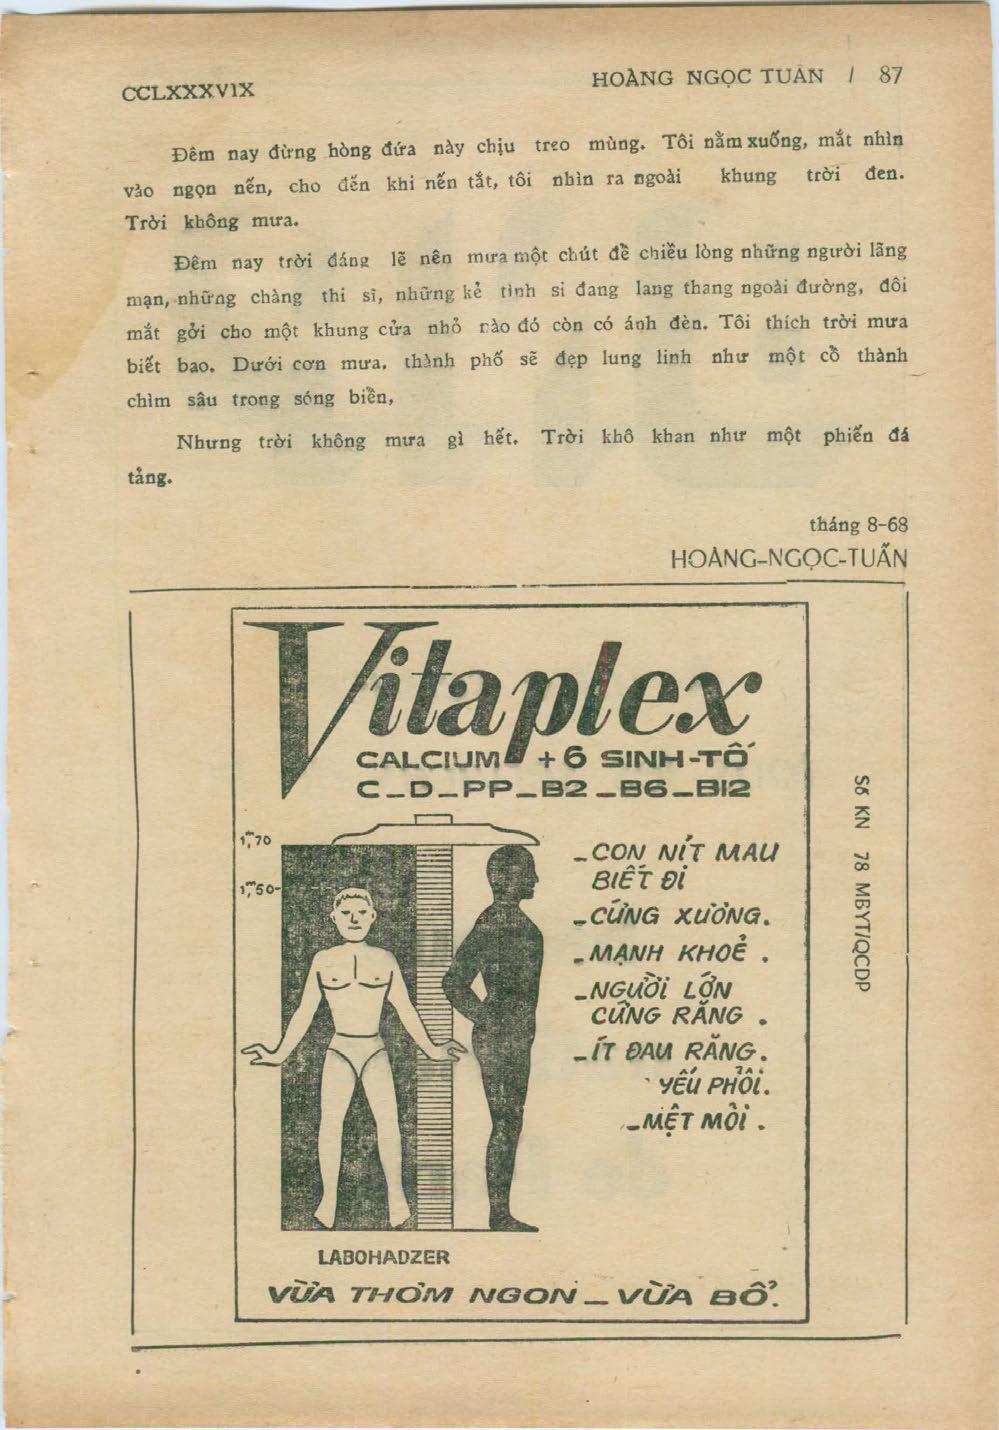 CCLXXXVIX
HOÀNG NGỌC TUẤN / 87
Đêm nay đừng hòng đứa này chịu treo mùng. Tôi nằm xuống, mắt nhìn
vào ngọn nến, cho đến khi nến tắt, tôi nhìn ra ngoài khung trời đen.
Trời không mưa.
Đêm nay trời đáng lẽ nên mưa một chút để chiều lòng những người lãng
mạn, những chàng thi sĩ, những kẻ tình si đang lang thang ngoài đường, đôi
mắt gởi cho một khung cửa nhỏ nào đó còn có ánh đèn. Tôi thích trời mưa
biết bao. Dưới cơn mưa. thành phố sẽ đẹp lung linh như một cổ thành
chìm sâu trong sóng biển,
Nhưng trời không mưa gì hết. Trời khô khan như một phiến đá
tảng.
tháng 8-68
HOÀNG-NGỌC-TUẤN
Vitaplex
CALCIUM + 6 SINH-TỐ
C_D_PP_B2_B6_B12
1,m70
1,m50-
_CON NÍT MAU
BIẾT ĐI
_CỨNG XƯƠNG.
_MẠNH KHOẺ .
_NGƯỜI LỚN
CỨNG RĂNG .
_ÍT ĐAU RĂNG.
YẾU PHỔI.
_MỆT MỎI .
LABOHADZER
VỪA THƠM NGON _ VỪA BỔ.
Số KN 78 MBYT/QCDP